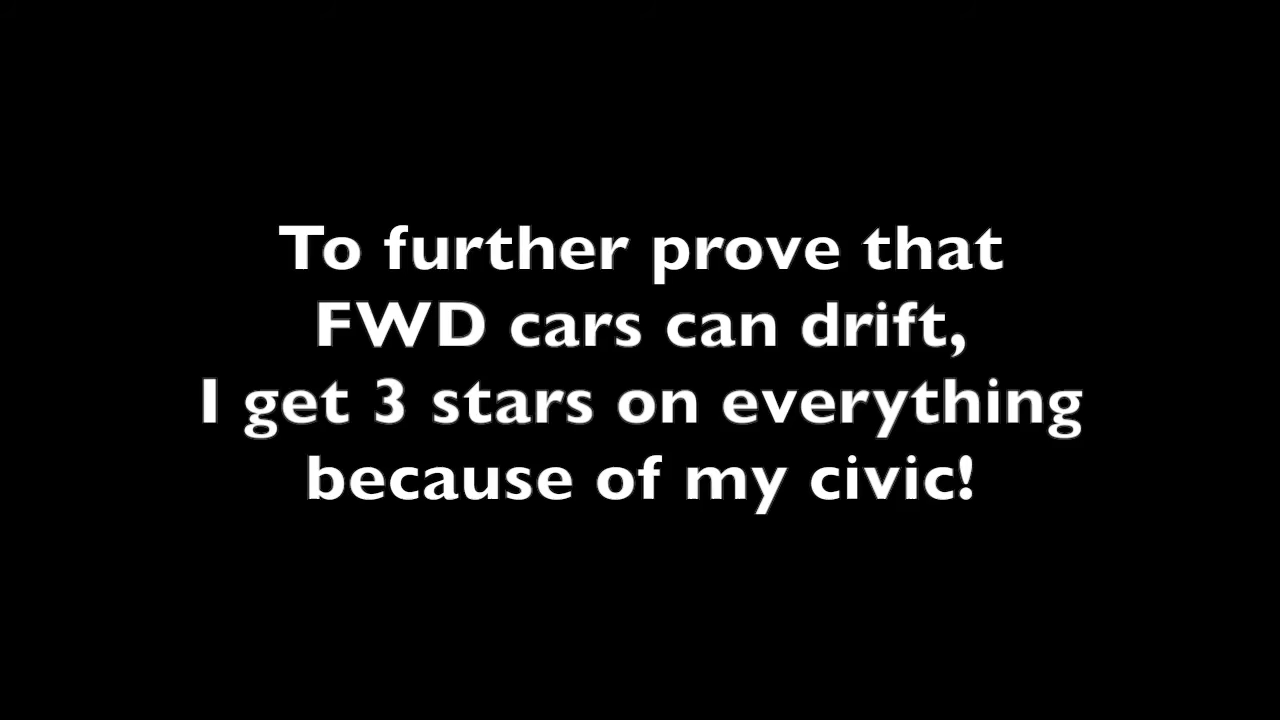 To further prove that
FWD cars can drift,
I get 3 stars on everything
because of my civic!